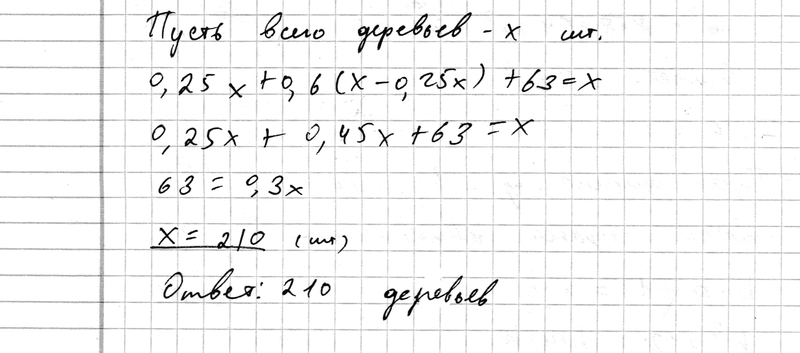 Пусть всего деревьев - x шт.
0,25x+0,6(x-0,25x)+63=x
0,25x+0,45x+63=x
63=0,3x
x=210 (шт)
Ответ: 210 деревьев